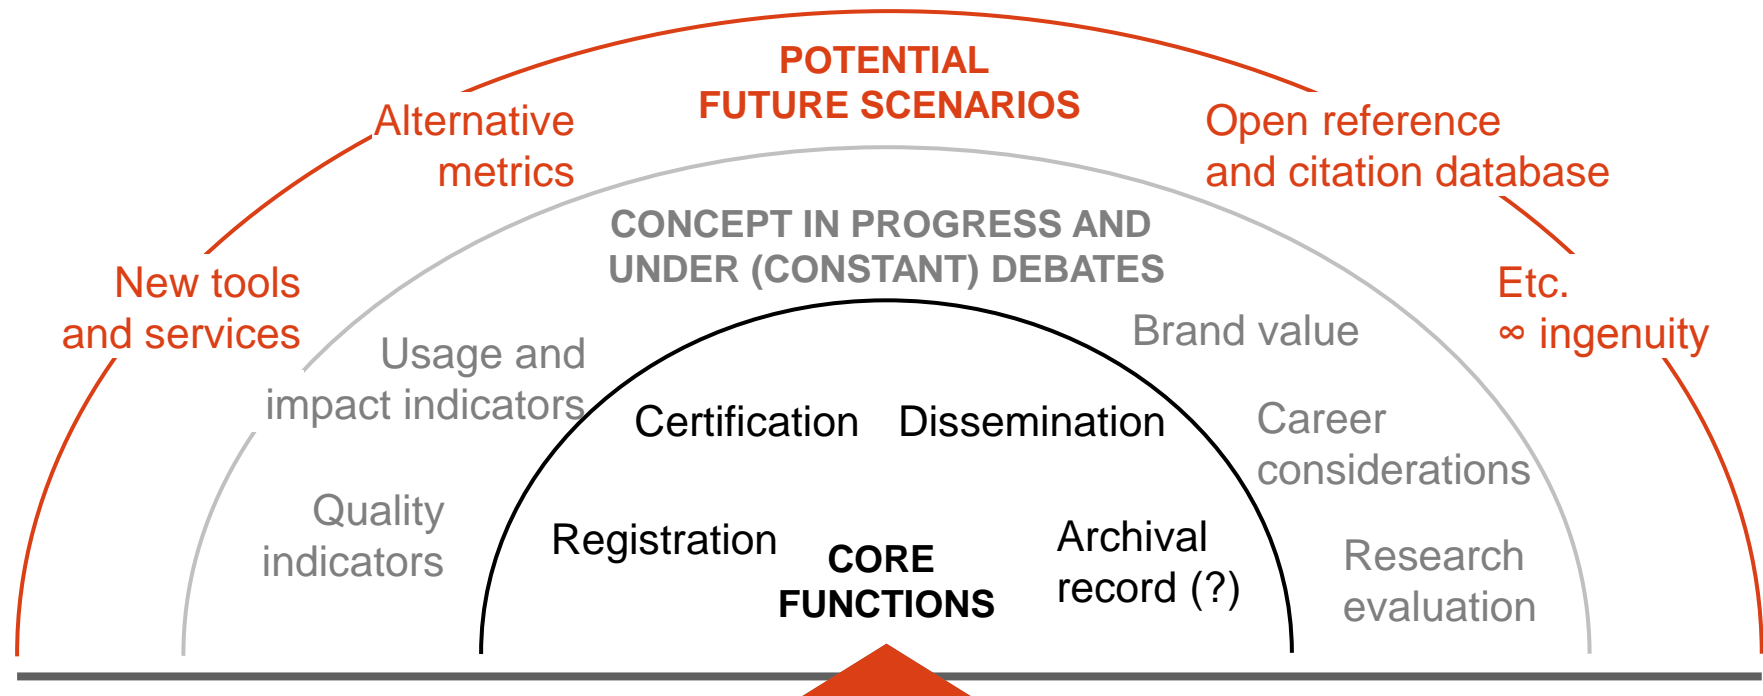 POTENTIAL
FUTURE SCENARIOS
Alternative
metrics
Open reference
and citation database
New tools
and services
Etc.
∞ ingenuity
CONCEPT IN PROGRESS AND
UNDER (CONSTANT) DEBATES
Usage and
impact indicators
Brand value
Quality
indicators
Career
considerations
Research
evaluation
Certification
Dissemination
Registration
Archival
record (?)
CORE
FUNCTIONS